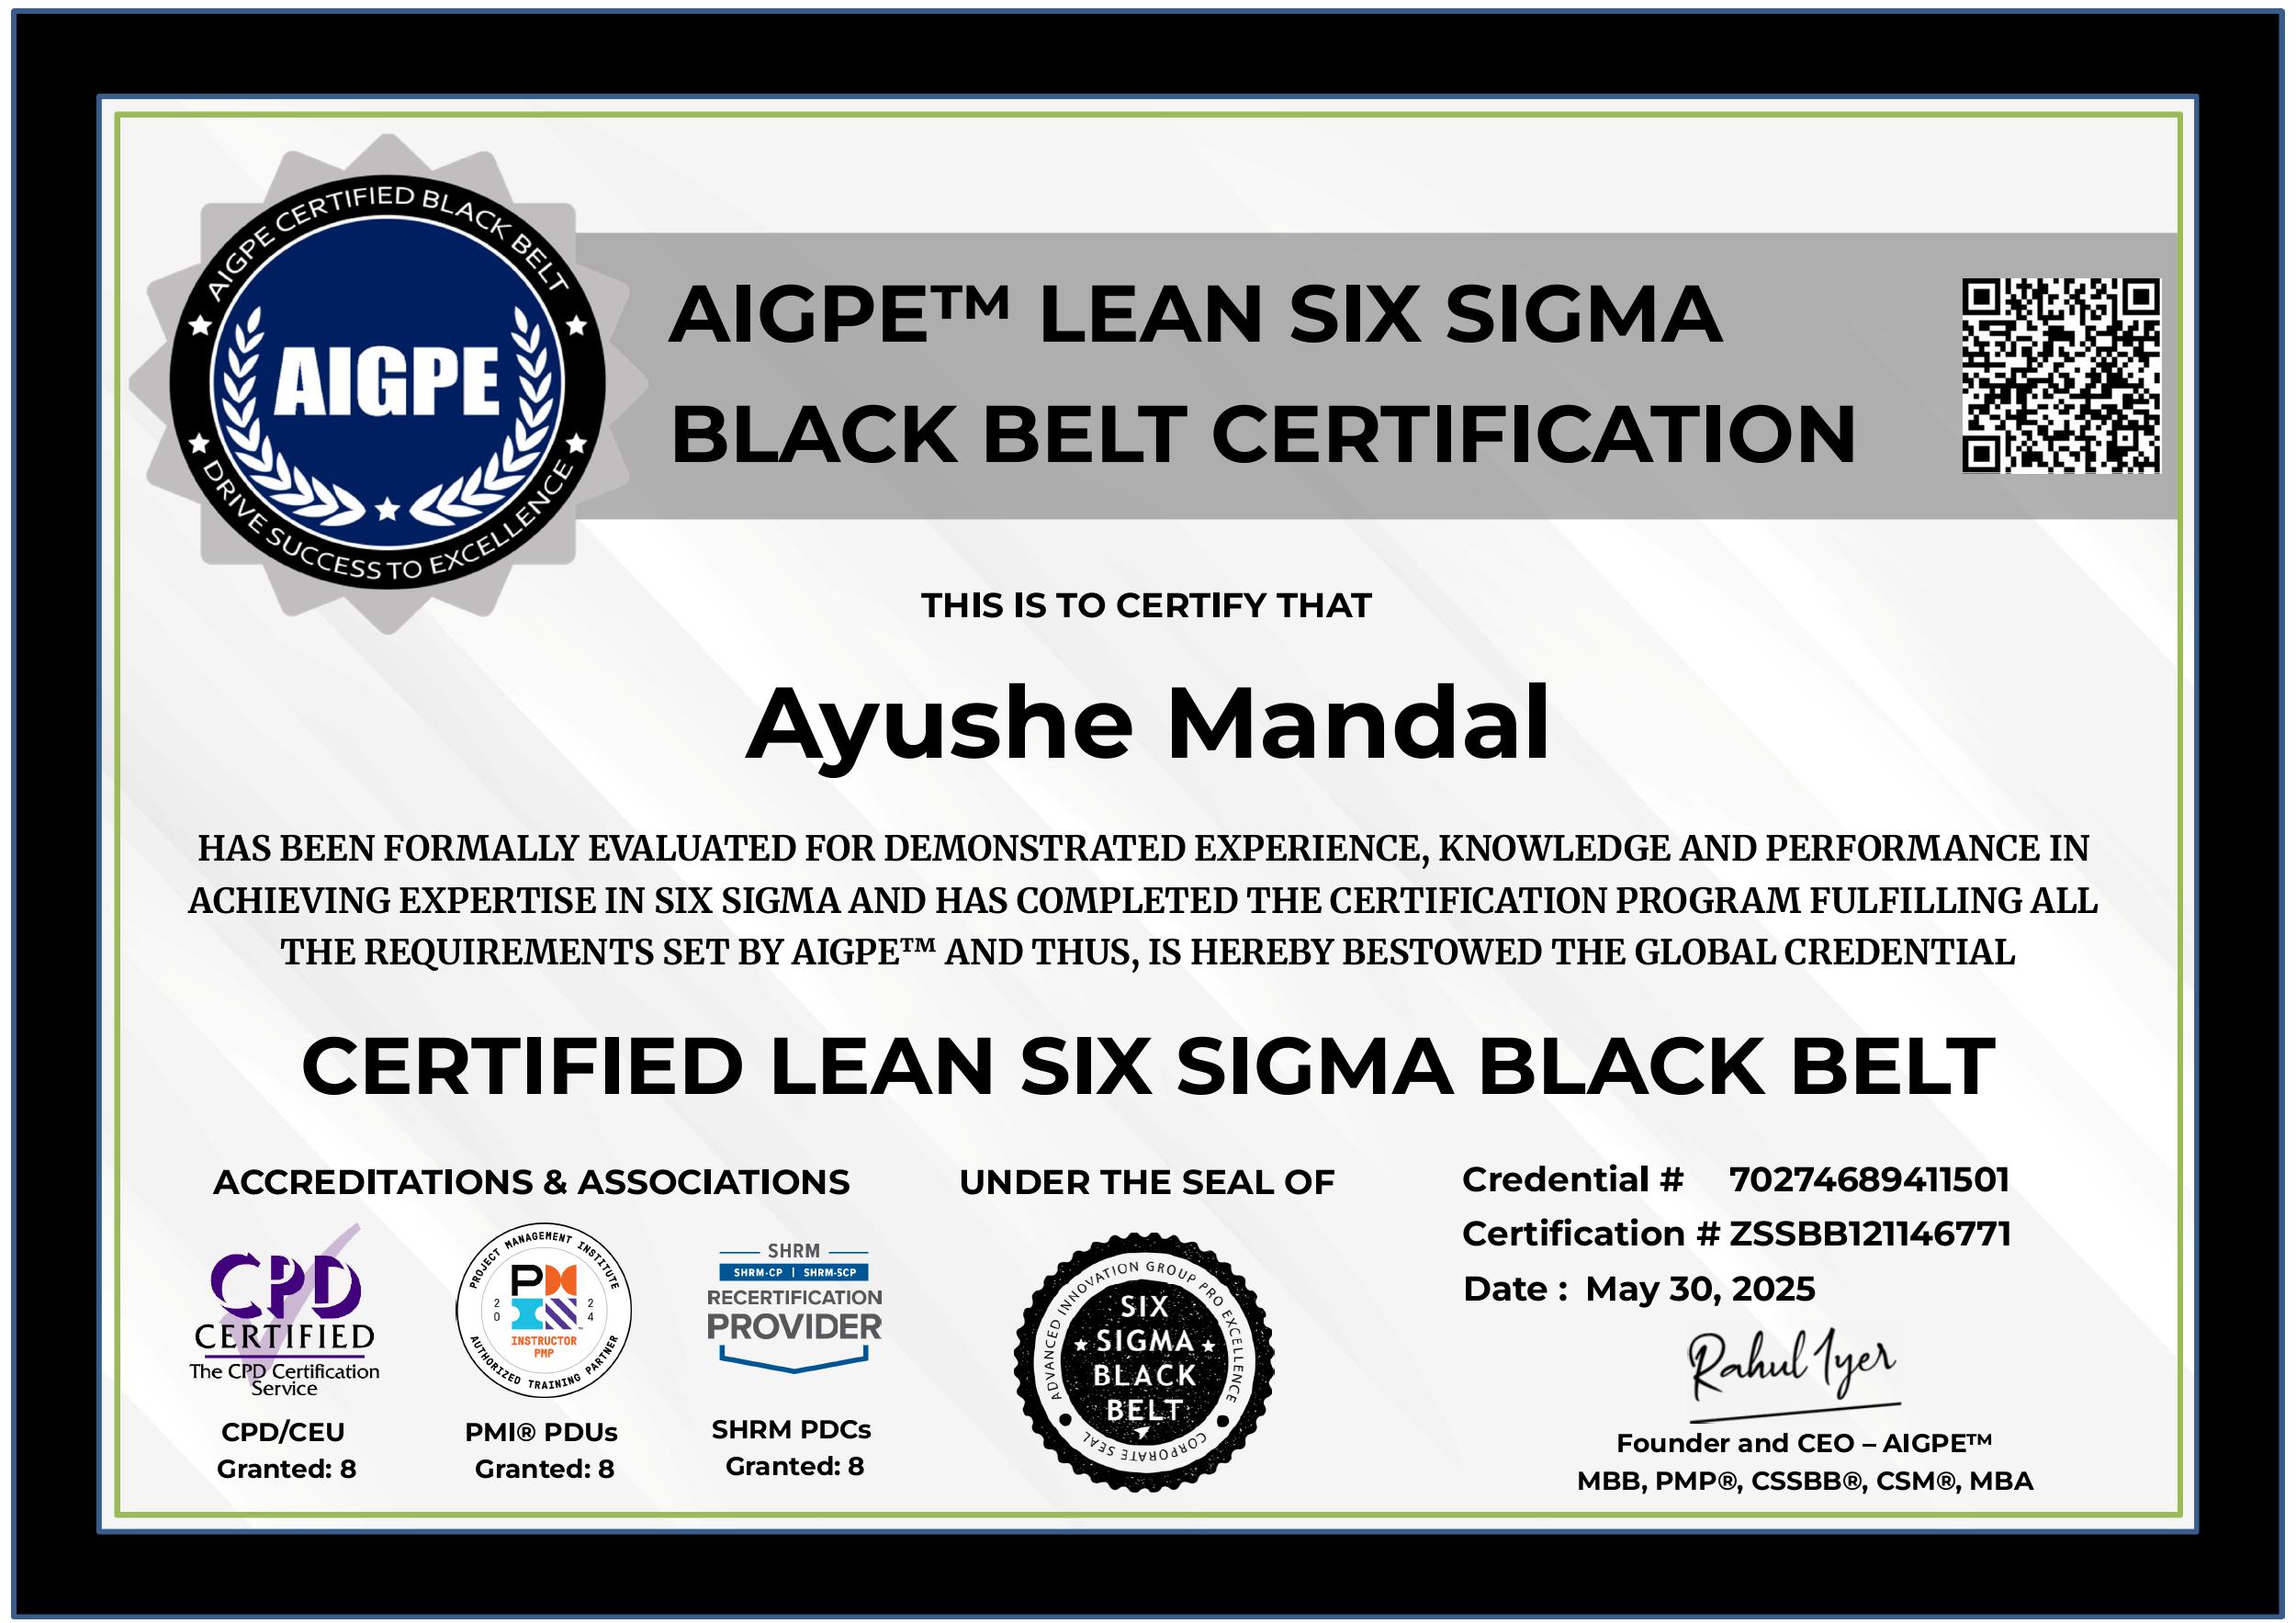 AIGPE CERTIFIED BLACK BELT
AIGPE
DRIVE SUCCESS TO EXCELLENCE
AIGPE™ LEAN SIX SIGMA
BLACK BELT CERTIFICATION
THIS IS TO CERTIFY THAT
Ayushe Mandal
HAS BEEN FORMALLY EVALUATED FOR DEMONSTRATED EXPERIENCE, KNOWLEDGE AND PERFORMANCE IN
ACHIEVING EXPERTISE IN SIX SIGMA AND HAS COMPLETED THE CERTIFICATION PROGRAM FULFILLING ALL
THE REQUIREMENTS SET BY AIGPE™ AND THUS, IS HEREBY BESTOWED THE GLOBAL CREDENTIAL
CERTIFIED LEAN SIX SIGMA BLACK BELT
ACCREDITATIONS & ASSOCIATIONS
CPD
CERTIFIED
The CPD Certification
Service
CPD/CEU
Granted: 8
PROJECT MANAGEMENT INSTITUTE
PM
20 24
INSTRUCTOR
PMP
AUTHORIZED TRAINING PARTNER
PMI® PDUs
Granted: 8
SHRM
SHRM-CP | SHRM-SCP
RECERTIFICATION
PROVIDER
SHRM PDCs
Granted: 8
UNDER THE SEAL OF
ADVANCED INNOVATION GROUP PRO EXCELLENCE
SIX
SIGMA
BLACK
BELT
CORPORATE SEAL
Credential # 70274689411501
Certification # ZSSBB121146771
Date : May 30, 2025
Rahul Iyer
Founder and CEO – AIGPE™
MBB, PMP®, CSSBB®, CSM®, MBA